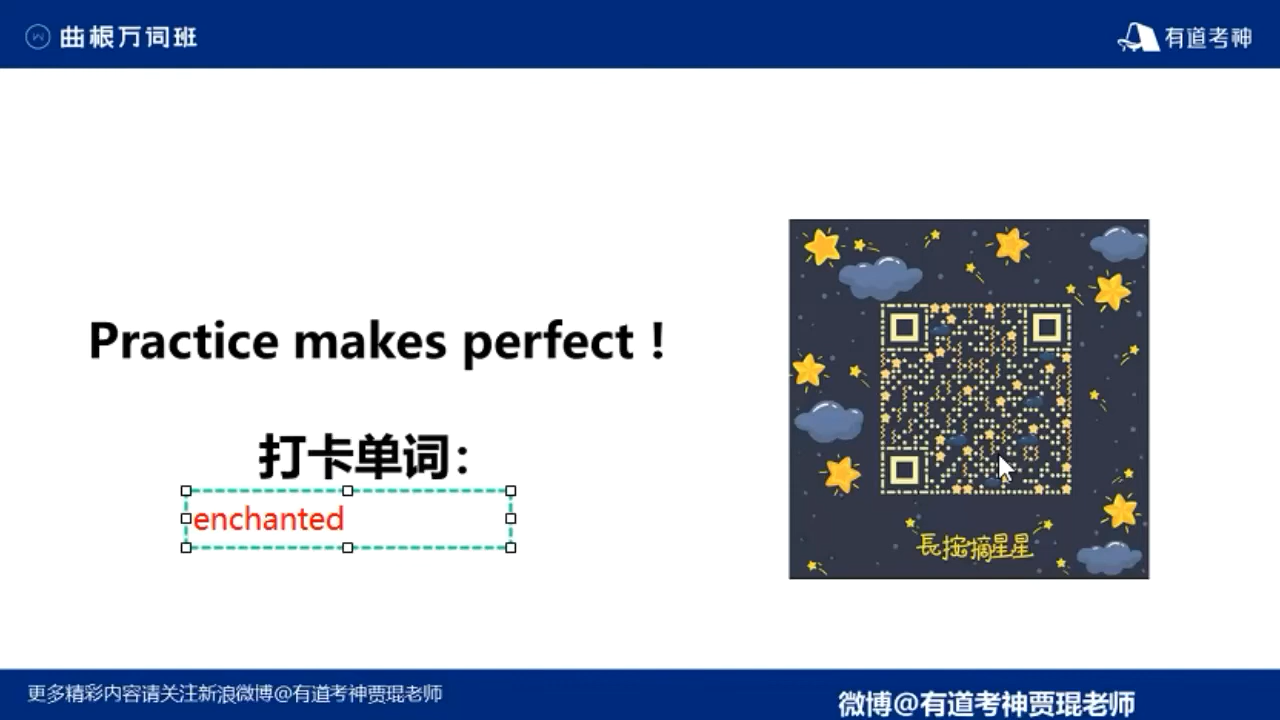 曲根万词班
有道考神
Practice makes perfect！
打卡单词：
enchanted
長按摘星星
更多精彩内容请关注新浪微博@有道考神贾琨老师
微博@有道考神贾琨老师